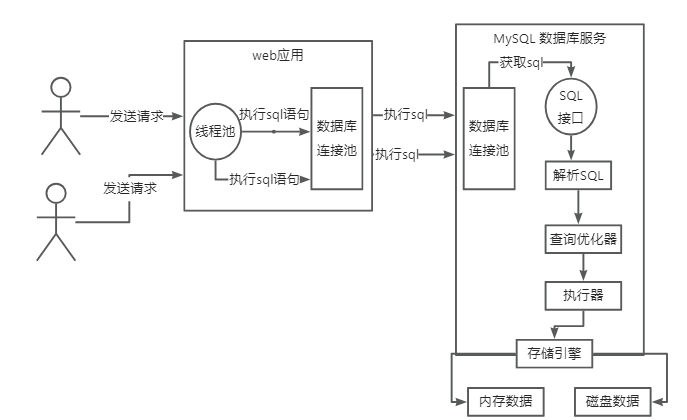 web应用
MySQL 数据库服务
发送请求
发送请求
线程池
执行sql语句
执行sql语句
数据库
连接池
执行sql
执行sql
数据库
连接池
获取sql
SQL
接口
解析SQL
查询优化器
执行器
存储引擎
内存数据
磁盘数据